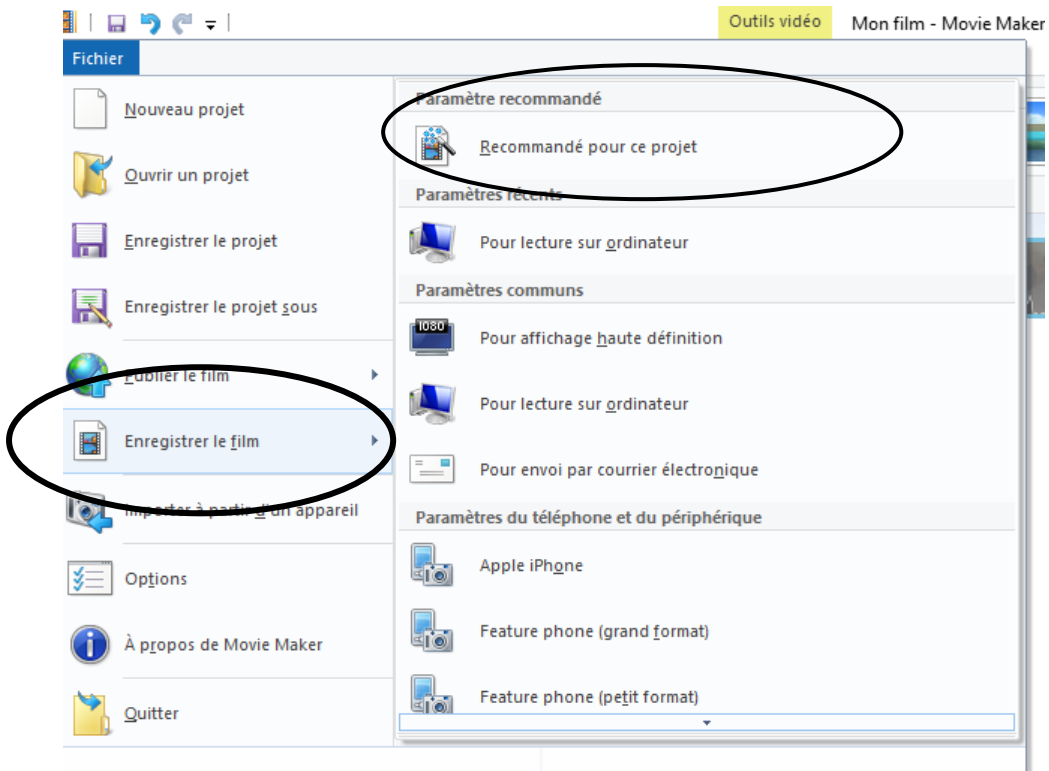 Outils vidéo
Mon film - Movie Maker
Fichier
Nouveau projet
Ouvrir un projet
Enregistrer le projet
Enregistrer le projet sous
Publier le film
Enregistrer le film
Importer à partir d'un appareil
Options
À propos de Movie Maker
Quitter
Paramètre recommandé
Recommandé pour ce projet
Paramètres récents
Pour lecture sur ordinateur
Paramètres communs
1080
Pour affichage haute définition
Pour lecture sur ordinateur
Pour envoi par courrier électronique
Paramètres du téléphone et du périphérique
Apple iPhone
Feature phone (grand format)
Feature phone (petit format)